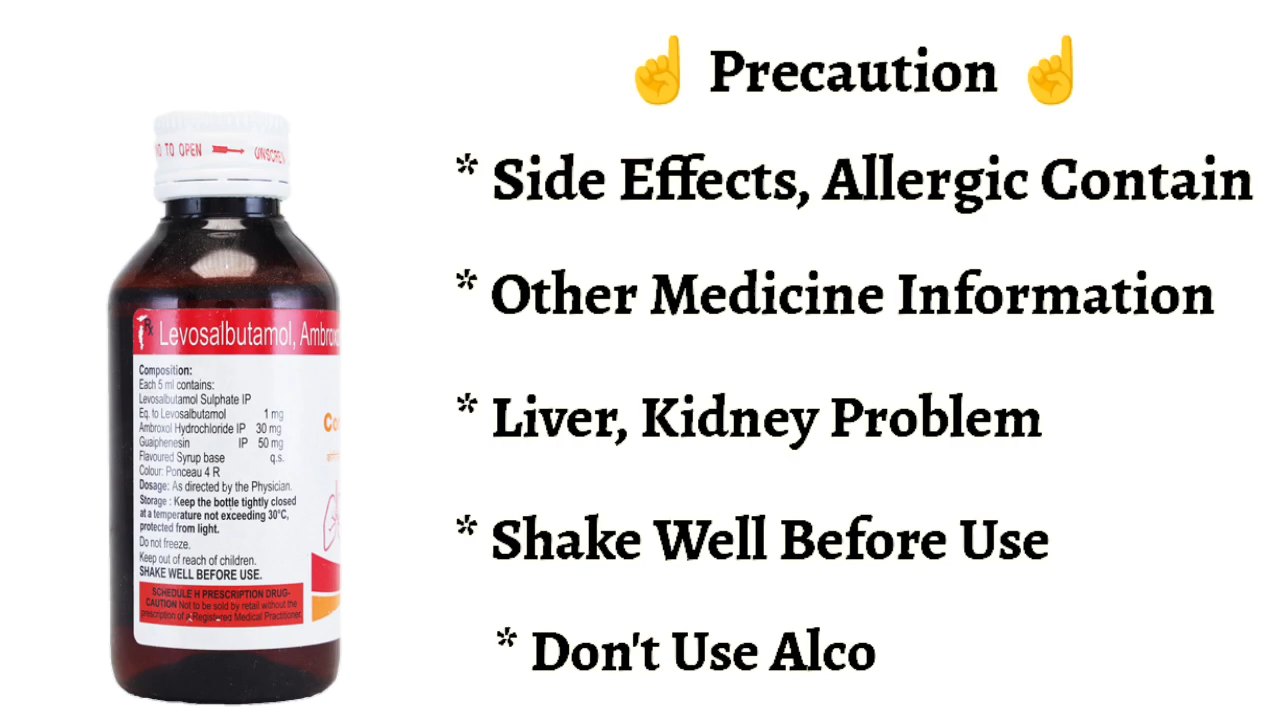 TO OPEN
UNSCREW
Rx Levosalbutamol, Ambrox
Composition:
Each 5 ml contains:
Levosalbutamol Sulphate IP
Eq. to Levosalbutamol 1 mg
Ambroxol Hydrochloride IP 30 mg
Guaiphenesin IP 50 mg
Flavoured Syrup base q.s.
Colour: Ponceau 4 R
Dosage: As directed by the Physician.
Storage : Keep the bottle tightly closed
at a temperature not exceeding 30°C,
protected from light.
Do not freeze.
Keep out of reach of children.
SHAKE WELL BEFORE USE.
SCHEDULE H PRESCRIPTION DRUG-
CAUTION Not to be sold by retail without the
prescription of a Registered Medical Practitioner.
☝ Precaution ☝
* Side Effects, Allergic Contain
* Other Medicine Information
* Liver, Kidney Problem
* Shake Well Before Use
* Don't Use Alco